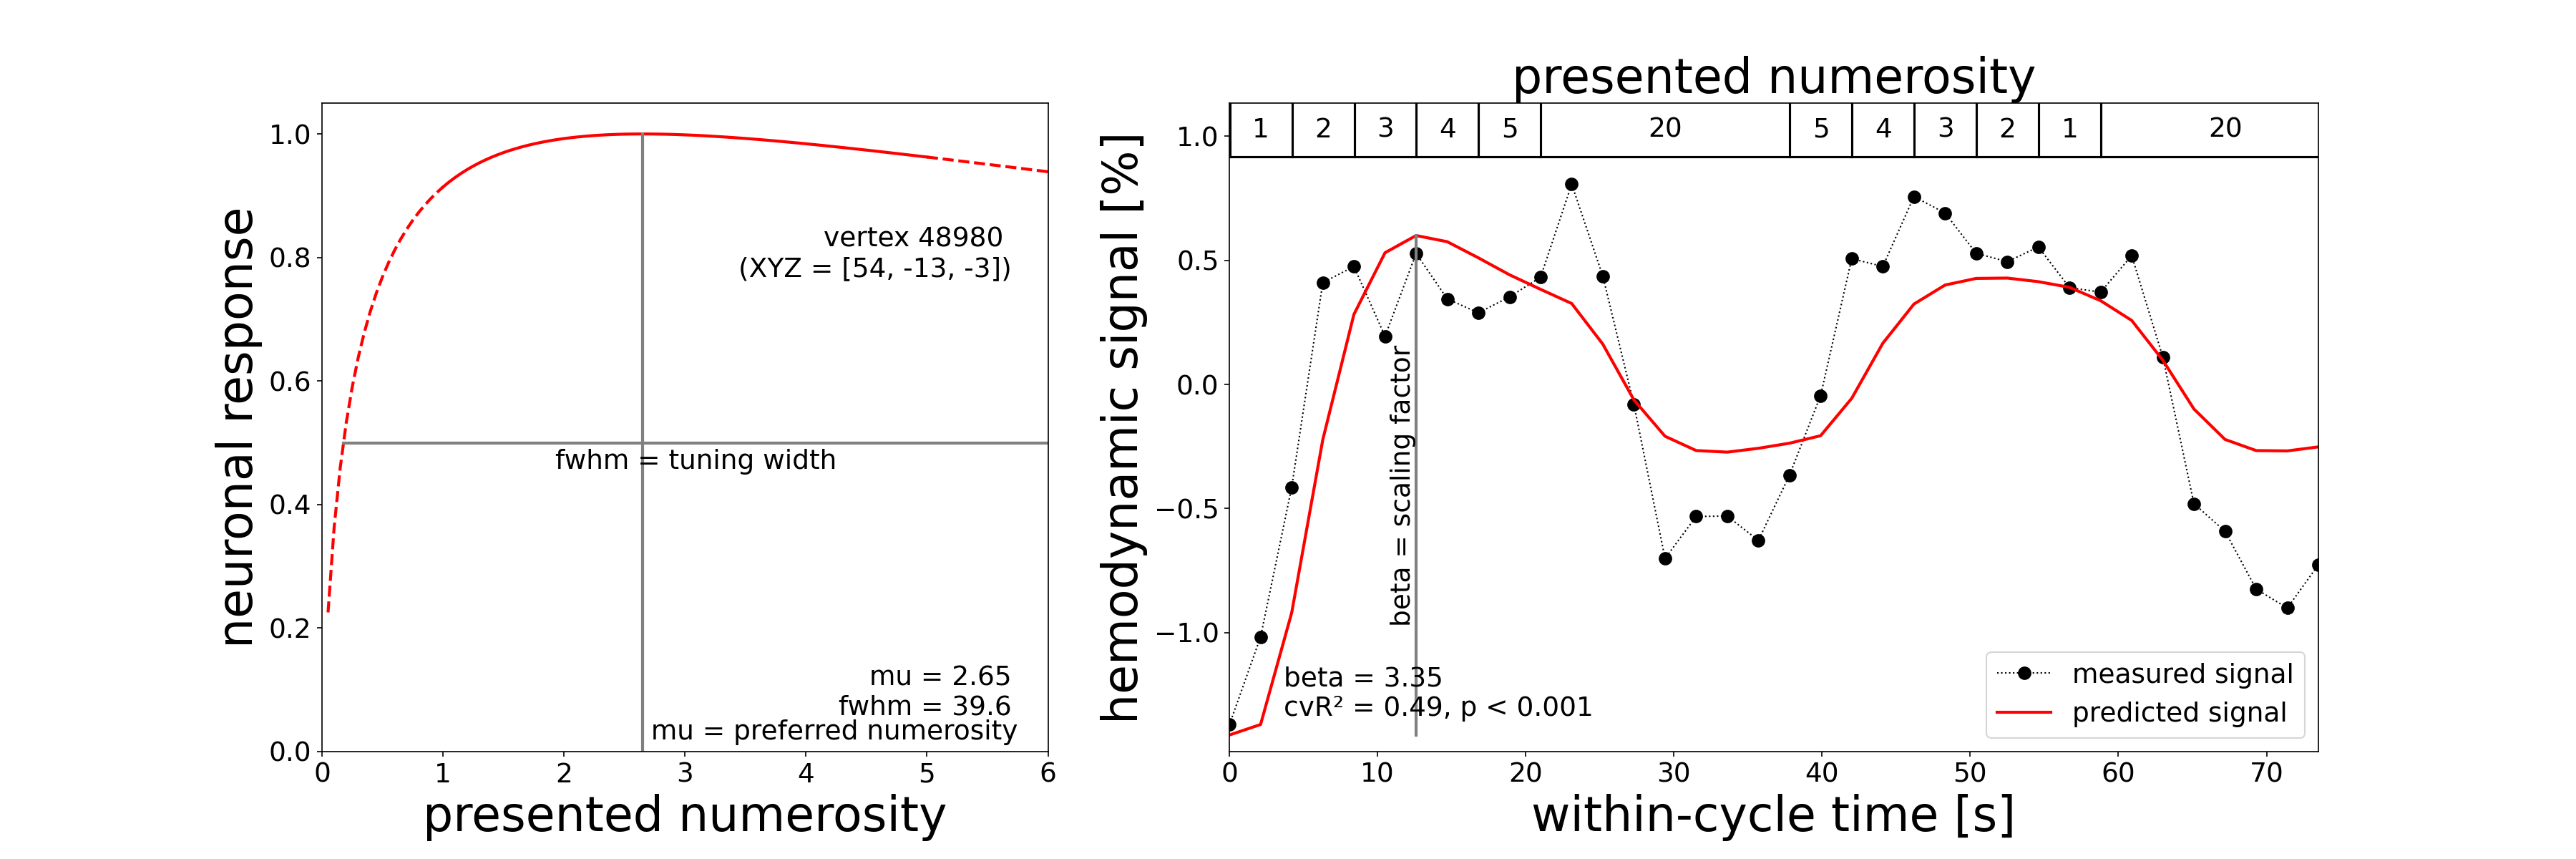 neuronal response
1.0
0.8
0.6
0.4
0.2
0.0
vertex 48980
(XYZ = [54, -13, -3])
fwhm = tuning width
mu = 2.65
fwhm = 39.6
mu = preferred numerosity
0 1 2 3 4 5 6
presented numerosity
presented numerosity
1 2 3 4 5 20 5 4 3 2 1 20
hemodynamic signal [%]
1.0
0.5
0.0
−0.5
−1.0
beta = scaling factor
beta = 3.35
cvR² = 0.49, p < 0.001
measured signal
predicted signal
0 10 20 30 40 50 60 70
within-cycle time [s]